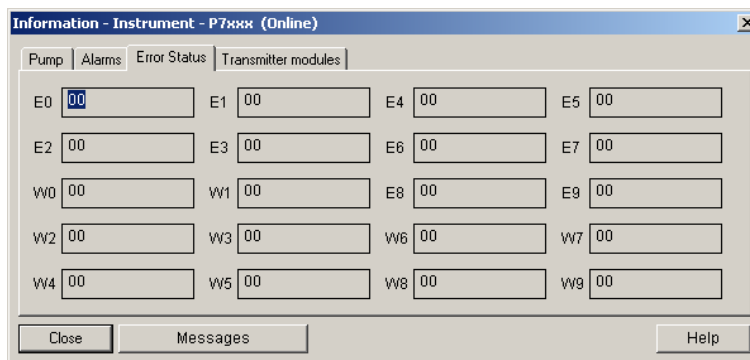 Information - Instrument - P7xxx (Online)
Pump Alarms Error Status Transmitter modules
E0 00 E1 00 E4 00 E5 00
E2 00 E3 00 E6 00 E7 00
W0 00 W1 00 E8 00 E9 00
W2 00 W3 00 W6 00 W7 00
W4 00 W5 00 W8 00 W9 00
Close Messages Help